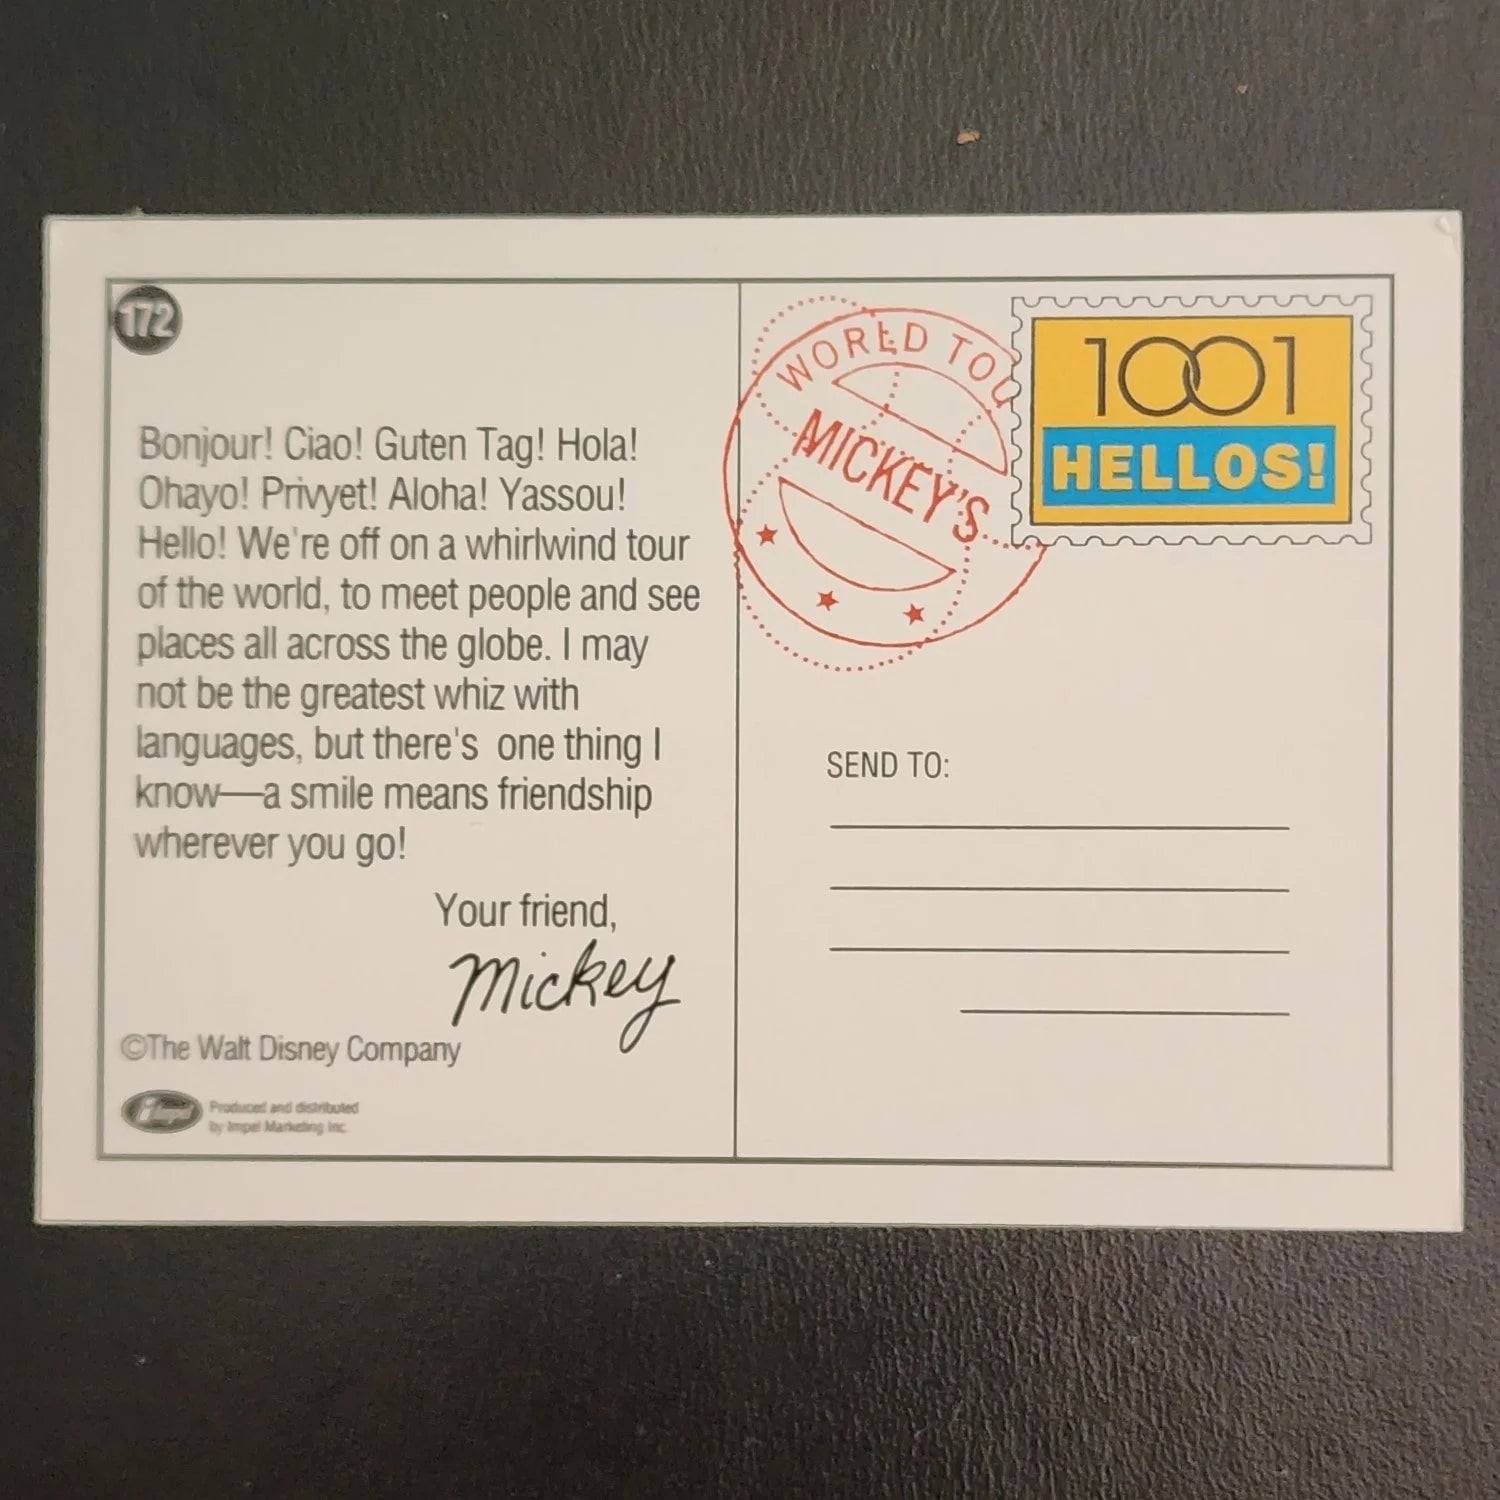 172
Bonjour! Ciao! Guten Tag! Hola!
Ohayo! Privyet! Aloha! Yassou!
Hello! We're off on a whirlwind tour
of the world, to meet people and see
places all across the globe. I may
not be the greatest whiz with
languages, but there's one thing I
know—a smile means friendship
wherever you go!
Your friend,
Mickey
©The Walt Disney Company
Impel
Produced and distributed
by Impel Marketing Inc.
WORLD TOU
MICKEY'S
1001
HELLOS!
SEND TO: